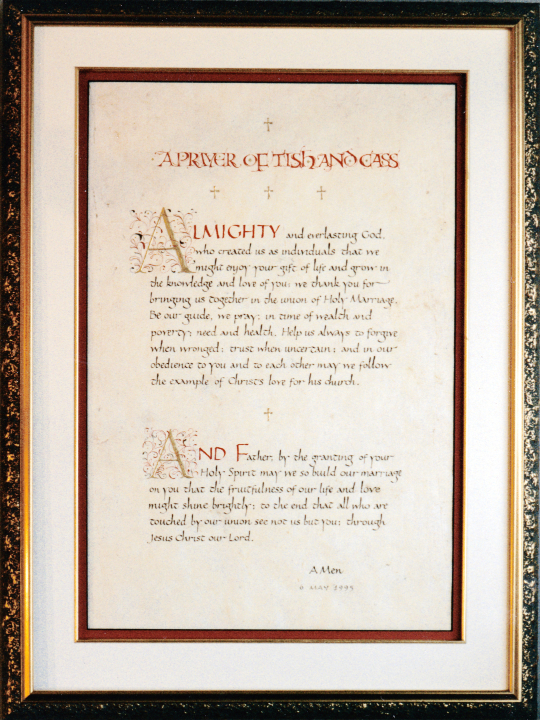 A PRAYER OF TISH AND CASS
ALMIGHTY and everlasting God,
who created us as individuals that we
might enjoy your gift of life and grow in
the knowledge and love of you: we thank you for
bringing us together in the union of Holy Marriage.
Be our guide, we pray: in time of wealth and
poverty; need and health. Help us always to forgive
when wronged; trust when uncertain; and in our
obedience to you and to each other may we follow
the example of Christ's love for his church.
AND Father, by the granting of your
Holy Spirit may we so build our marriage
on you that the fruitfulness of our life and love
might shine brightly; to the end that all who are
touched by our union see not us but you: through
Jesus Christ our Lord.
A Men
6 MAY 1995